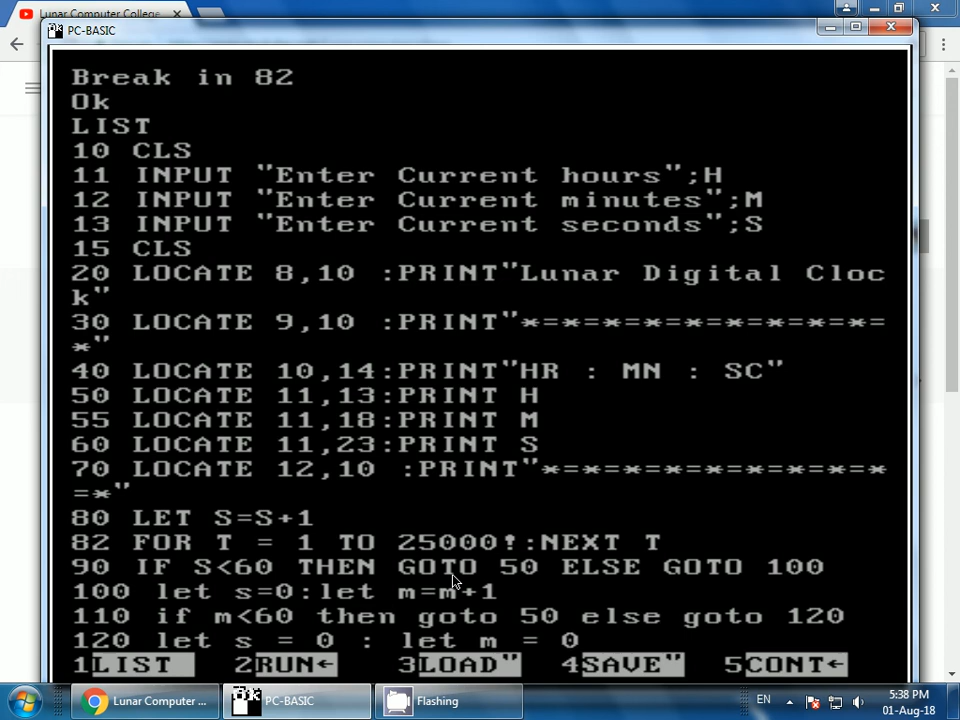 Lunar Computer College
PC-BASIC
Break in 82
Ok
LIST
10 CLS
11 INPUT "Enter Current hours";H
12 INPUT "Enter Current minutes";M
13 INPUT "Enter Current seconds";S
15 CLS
20 LOCATE 8,10 :PRINT"Lunar Digital Cloc
k"
30 LOCATE 9,10 :PRINT"*=*=*=*=*=*=*=*=*=
*"
40 LOCATE 10,14:PRINT"HR : MN : SC"
50 LOCATE 11,13:PRINT H
55 LOCATE 11,18:PRINT M
60 LOCATE 11,23:PRINT S
70 LOCATE 12,10 :PRINT"*=*=*=*=*=*=*=*=*
=*"
80 LET S=S+1
82 FOR T = 1 TO 25000!:NEXT T
90 IF S<60 THEN GOTO 50 ELSE GOTO 100
100 let s=0:let m=m+1
110 if m<60 then goto 50 else goto 120
120 let s = 0 : let m = 0
1LIST 2RUN← 3LOAD" 4SAVE" 5CONT←
Lunar Computer ... PC-BASIC Flashing EN 5:38 PM
01-Aug-18